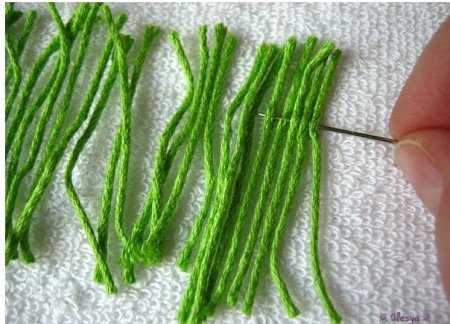 ※ Olesya ※